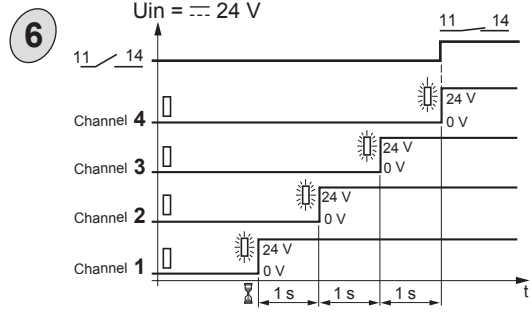 6
Uin = ⎓ 24 V
11 14
11 14
24 V
Channel 4
0 V
24 V
Channel 3
0 V
24 V
Channel 2
0 V
24 V
Channel 1
0 V
1 s 1 s 1 s
t